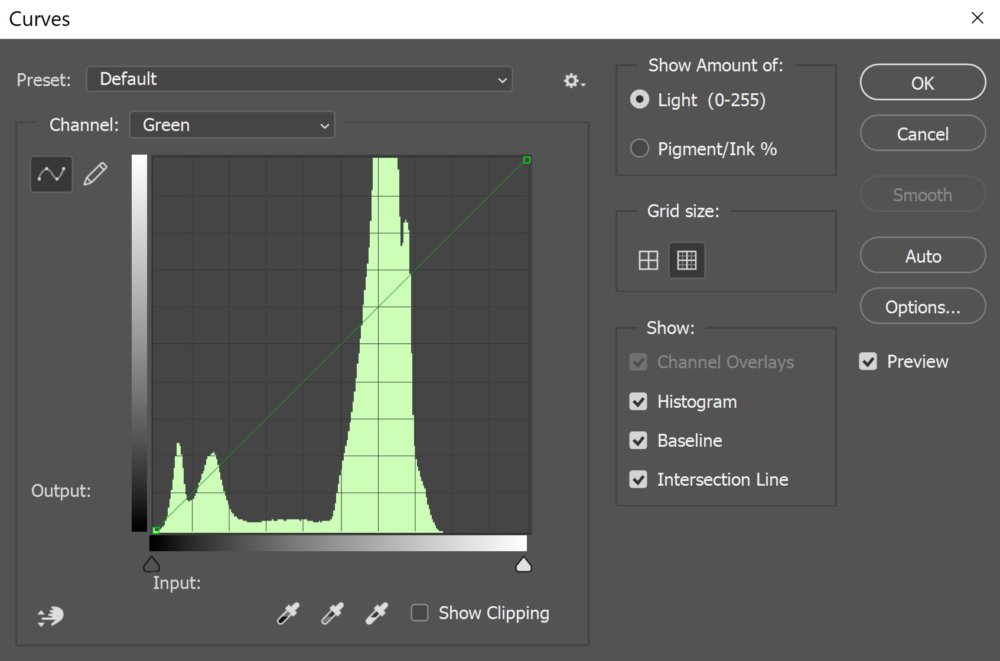 Curves
Preset: Default
Channel: Green
Output:
Input:
Show Clipping
Show Amount of:
Light (0-255)
Pigment/Ink %
Grid size:
Show:
Channel Overlays
Histogram
Baseline
Intersection Line
OK
Cancel
Smooth
Auto
Options...
Preview